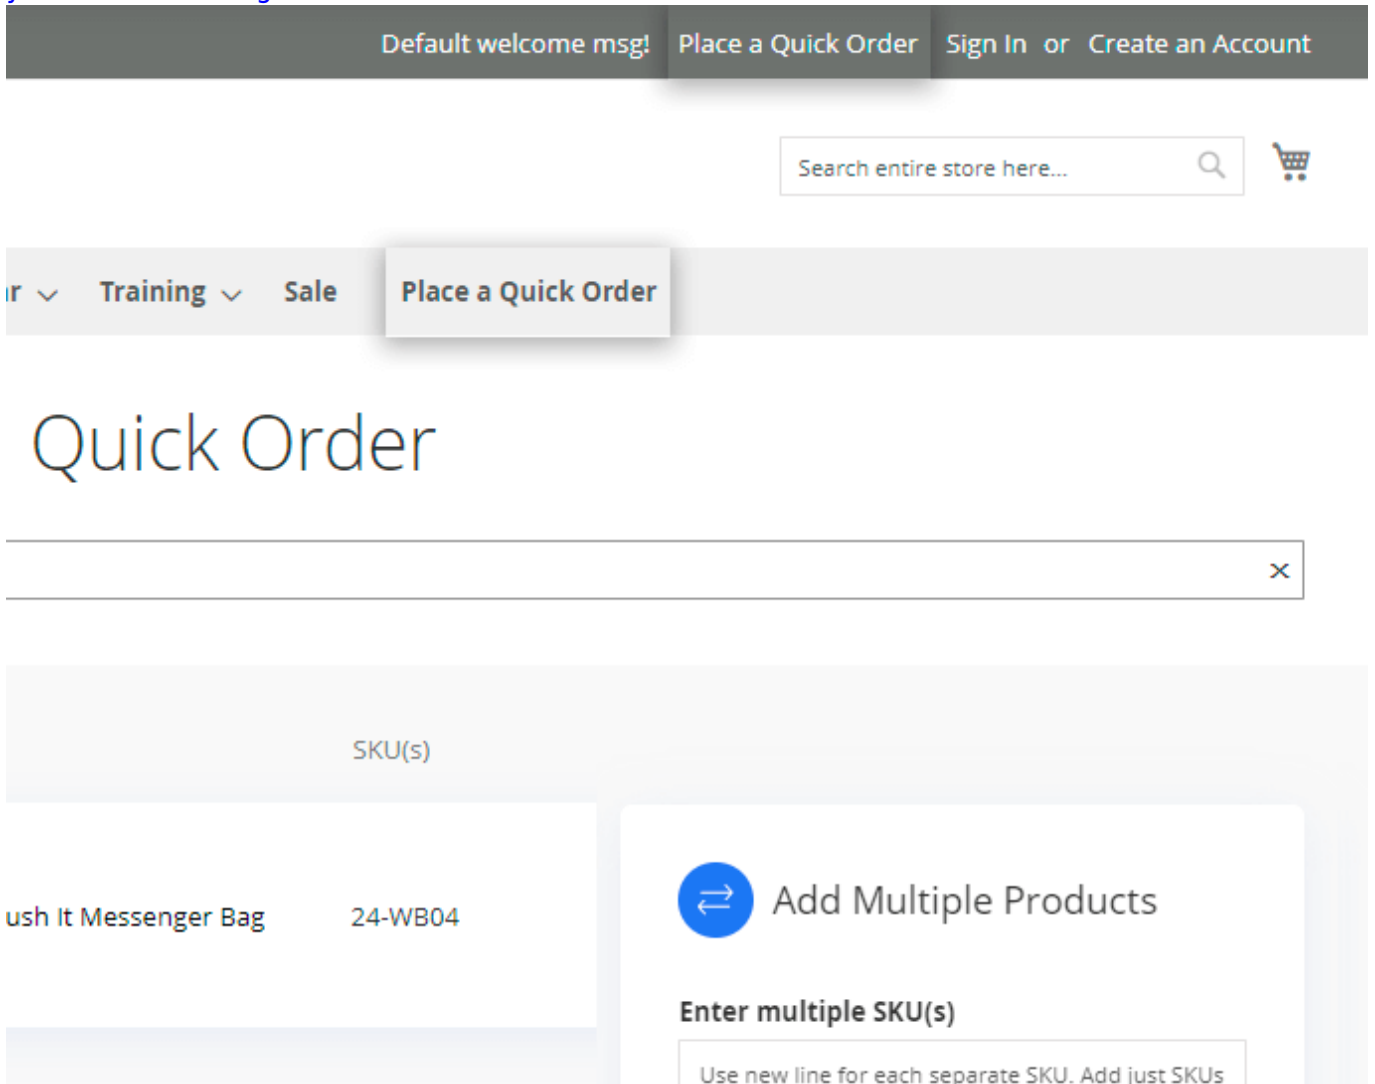 Default welcome msg! Place a Quick Order Sign In or Create an Account
Search entire store here...
Training Sale Place a Quick Order
Quick Order
SKU(s)
Add Multiple Products
ush It Messenger Bag 24-WB04
Enter multiple SKU(s)
Use new line for each separate SKU. Add just SKUs